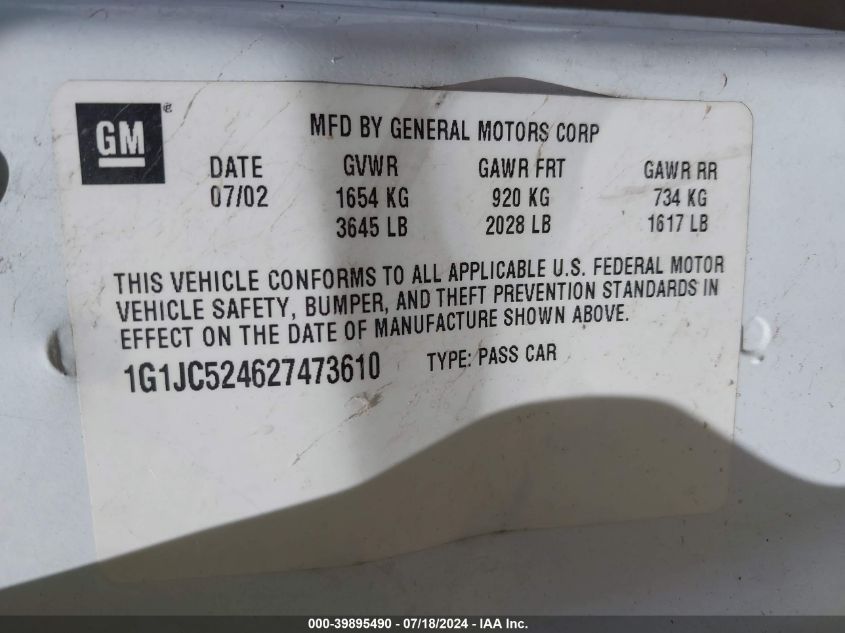 GM ®
MFD BY GENERAL MOTORS CORP
DATE GVWR GAWR FRT GAWR RR
07/02 1654 KG 920 KG 734 KG
3645 LB 2028 LB 1617 LB
THIS VEHICLE CONFORMS TO ALL APPLICABLE U.S. FEDERAL MOTOR
VEHICLE SAFETY, BUMPER, AND THEFT PREVENTION STANDARDS IN
EFFECT ON THE DATE OF MANUFACTURE SHOWN ABOVE.
1G1JC524627473610 TYPE: PASS CAR
000-39895490 - 07/18/2024 - IAA Inc.